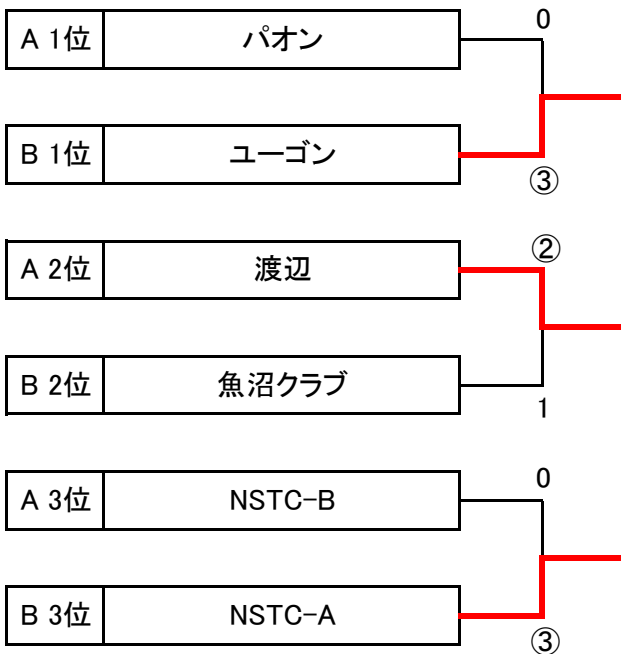 0
A 1位 パオン
B 1位 ユーゴン
③
②
A 2位 渡辺
B 2位 魚沼クラブ
1
0
A 3位 NSTC-B
B 3位 NSTC-A
③